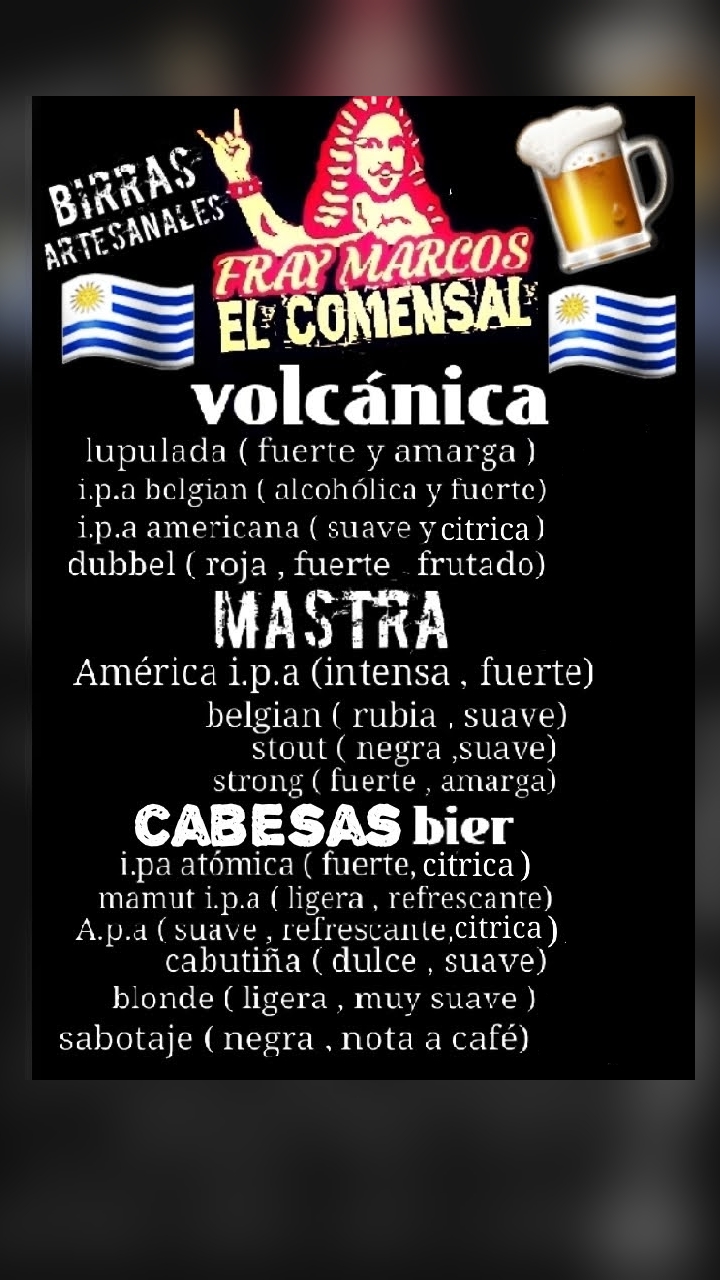 BIRRAS
ARTESANALES
FRAY MARCOS
EL COMENSAL
volcánica
lupulada ( fuerte y amarga )
i.p.a belgian ( alcohólica y fuerte)
i.p.a americana ( suave y citrica )
dubbel ( roja , fuerte frutado)
MASTRA
América i.p.a (intensa , fuerte)
belgian ( rubia , suave)
stout ( negra ,suave)
strong ( fuerte , amarga)
CABESAS bier
i.pa atómica ( fuerte, citrica )
mamut i.p.a ( ligera , refrescante)
A.p.a ( suave , refrescante,citrica ).
cabutiña ( dulce , suave)
blonde ( ligera , muy suave )
sabotaje ( negra , nota a café)